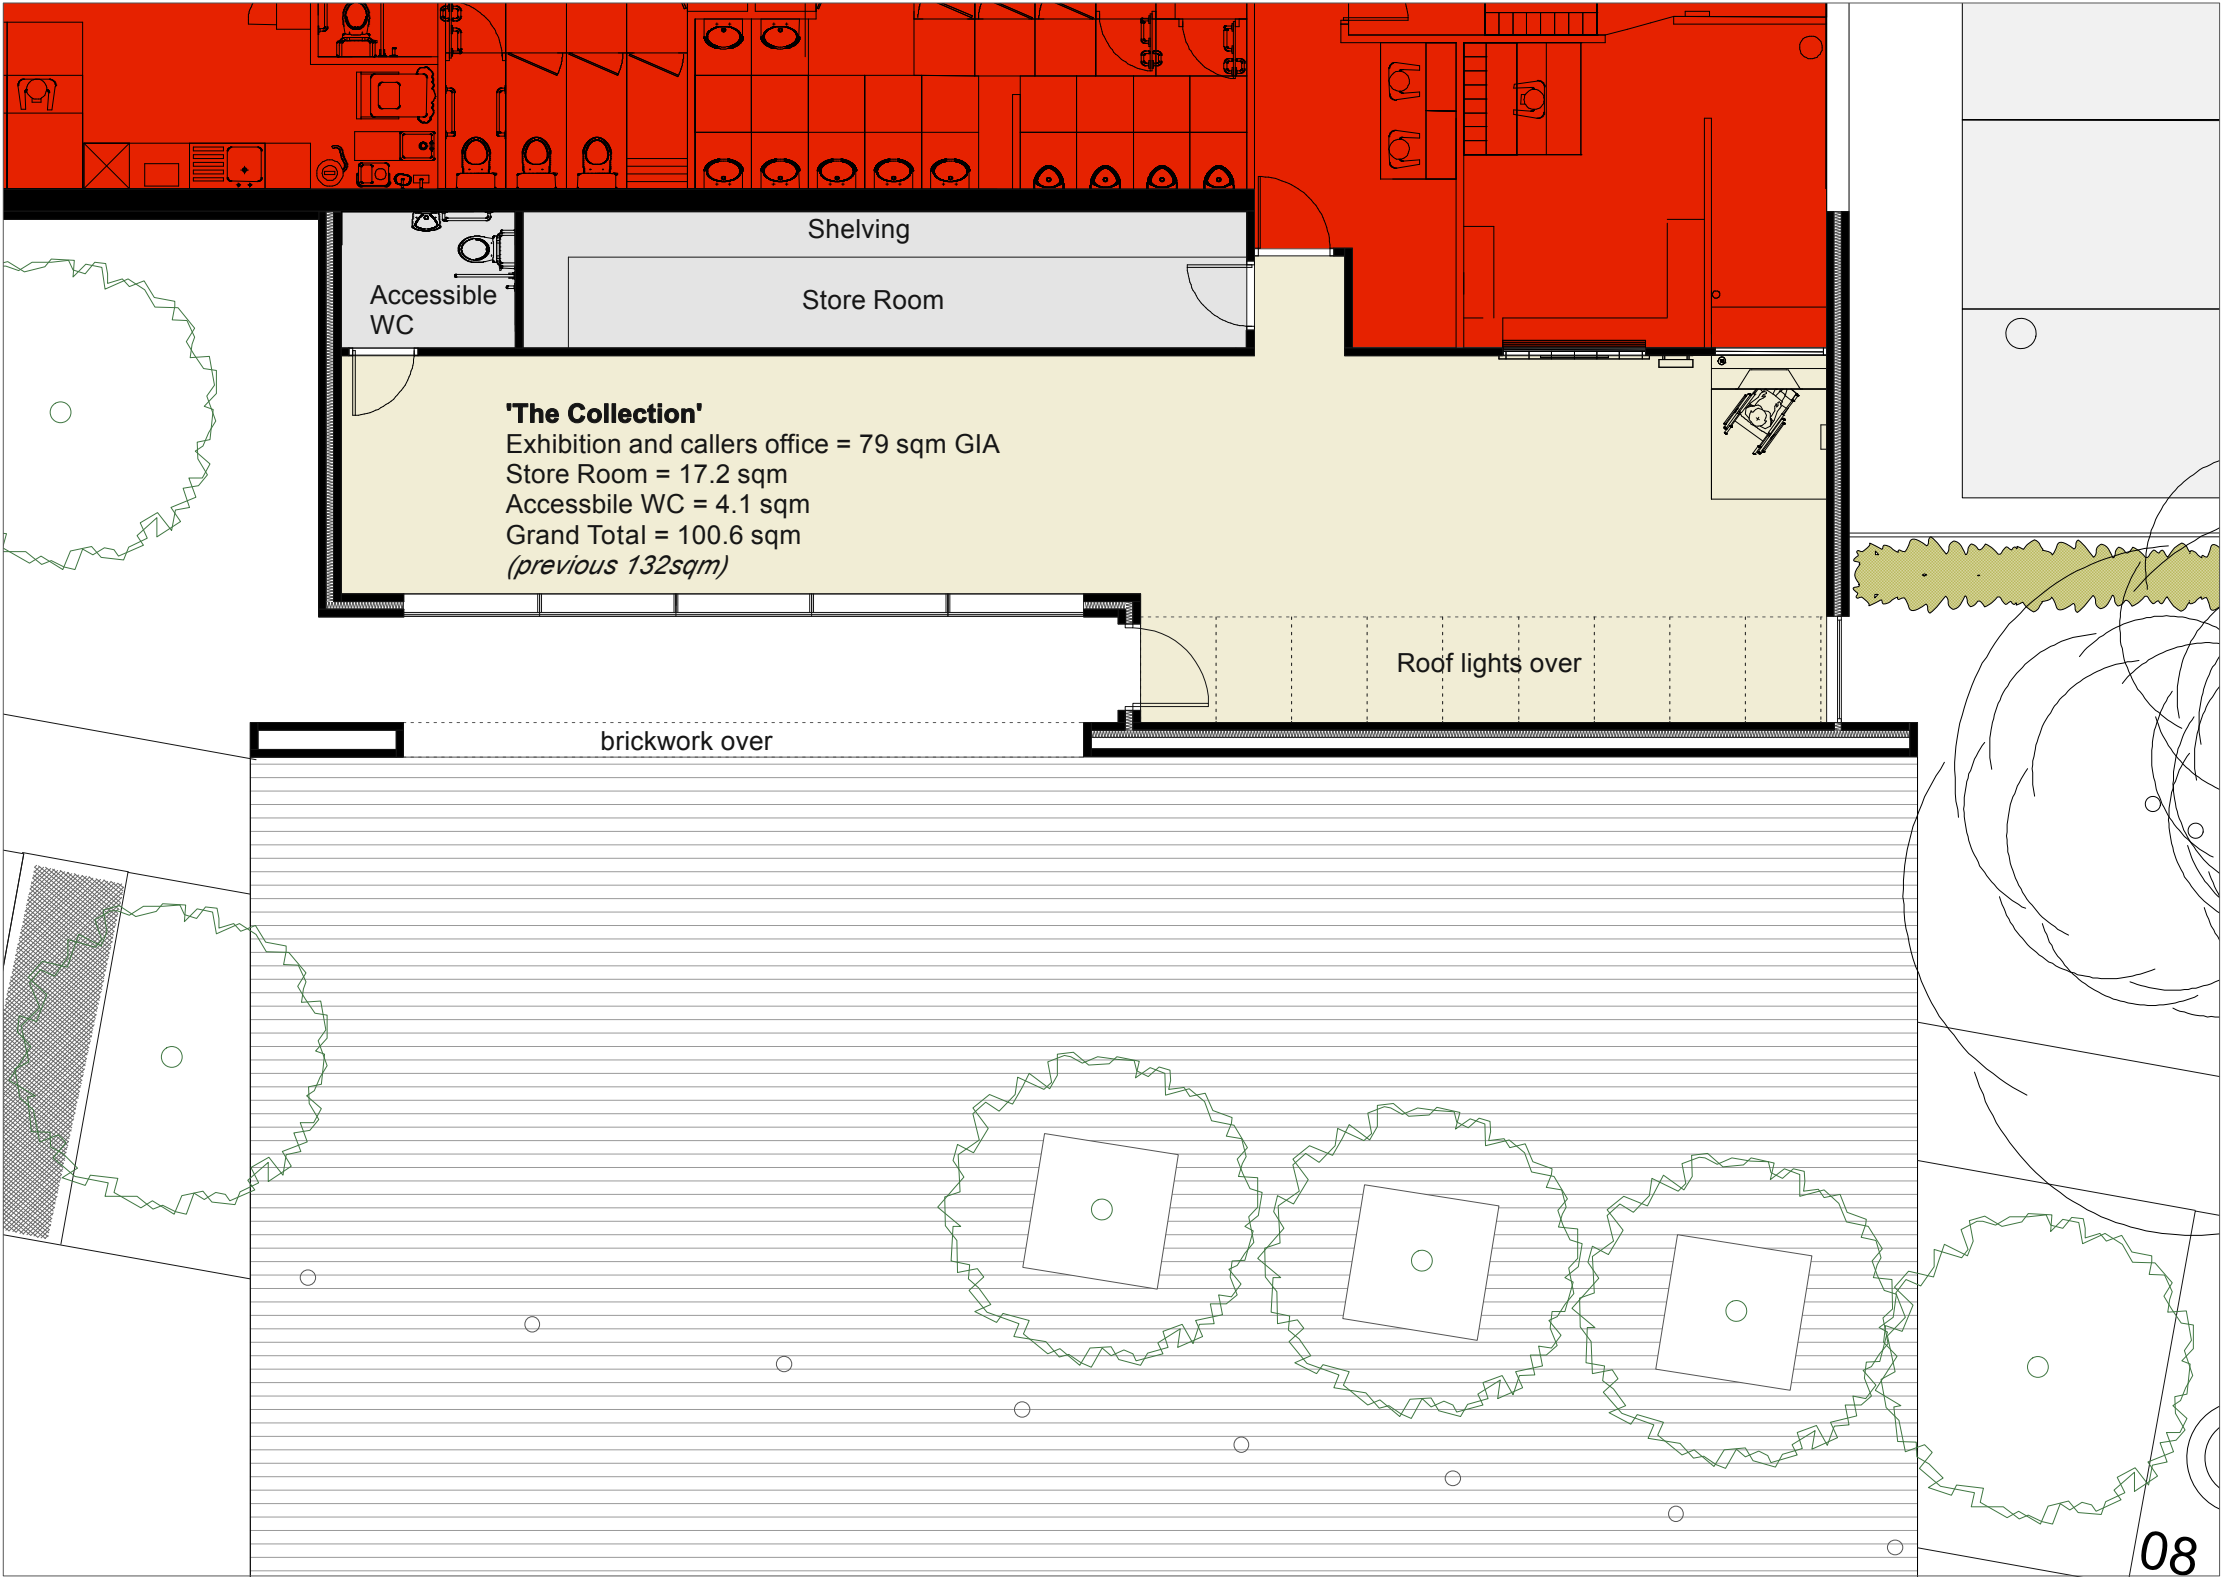 Shelving
Accessible
WC
Store Room
'The Collection'
Exhibition and callers office = 79 sqm GIA
Store Room = 17.2 sqm
Accessbile WC = 4.1 sqm
Grand Total = 100.6 sqm
(previous 132sqm)
Roof lights over
brickwork over
08